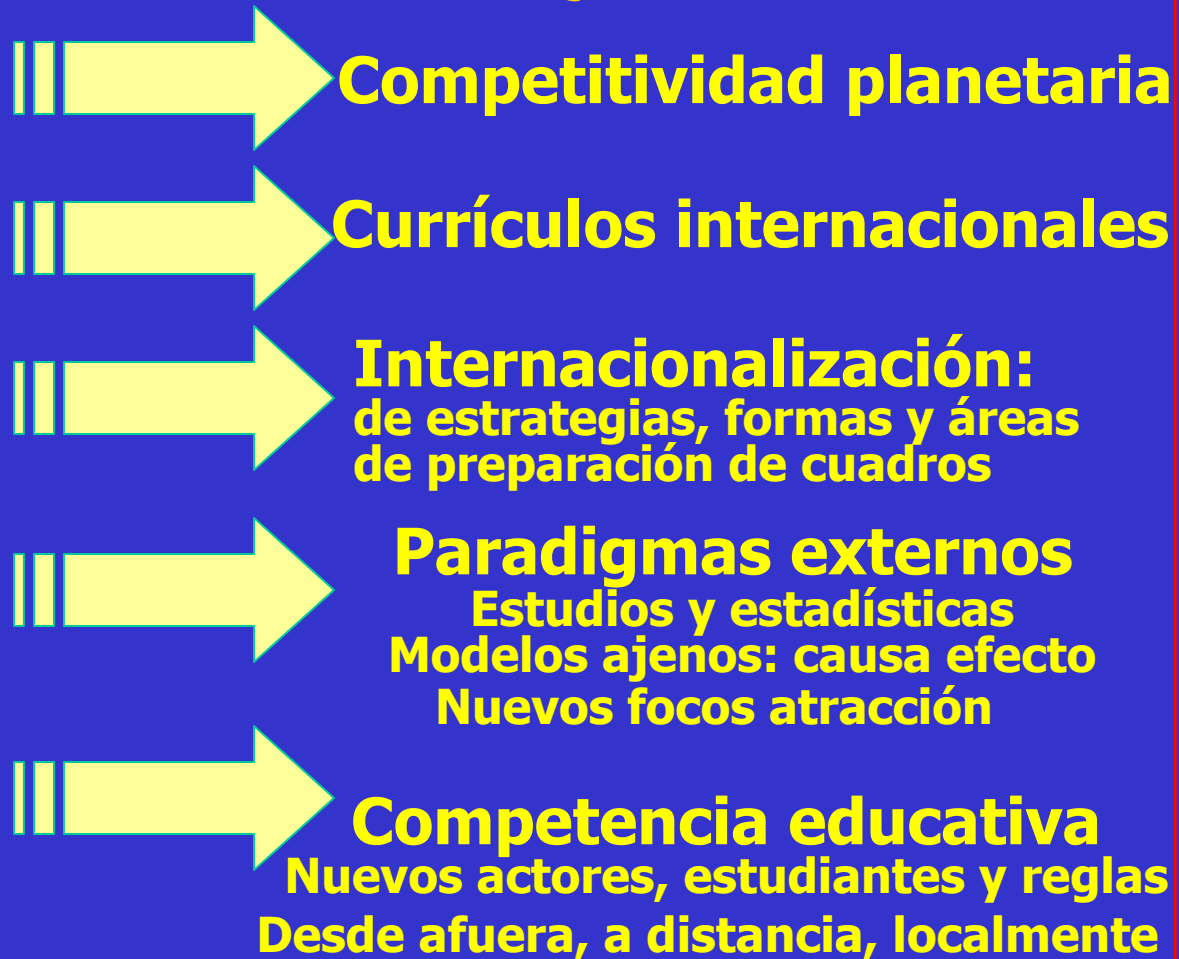 Competitividad planetaria
Currículos internacionales
Internacionalización:
de estrategias, formas y áreas
de preparación de cuadros
Paradigmas externos
Estudios y estadísticas
Modelos ajenos: causa efecto
Nuevos focos atracción
Competencia educativa
Nuevos actores, estudiantes y reglas
Desde afuera, a distancia, localmente